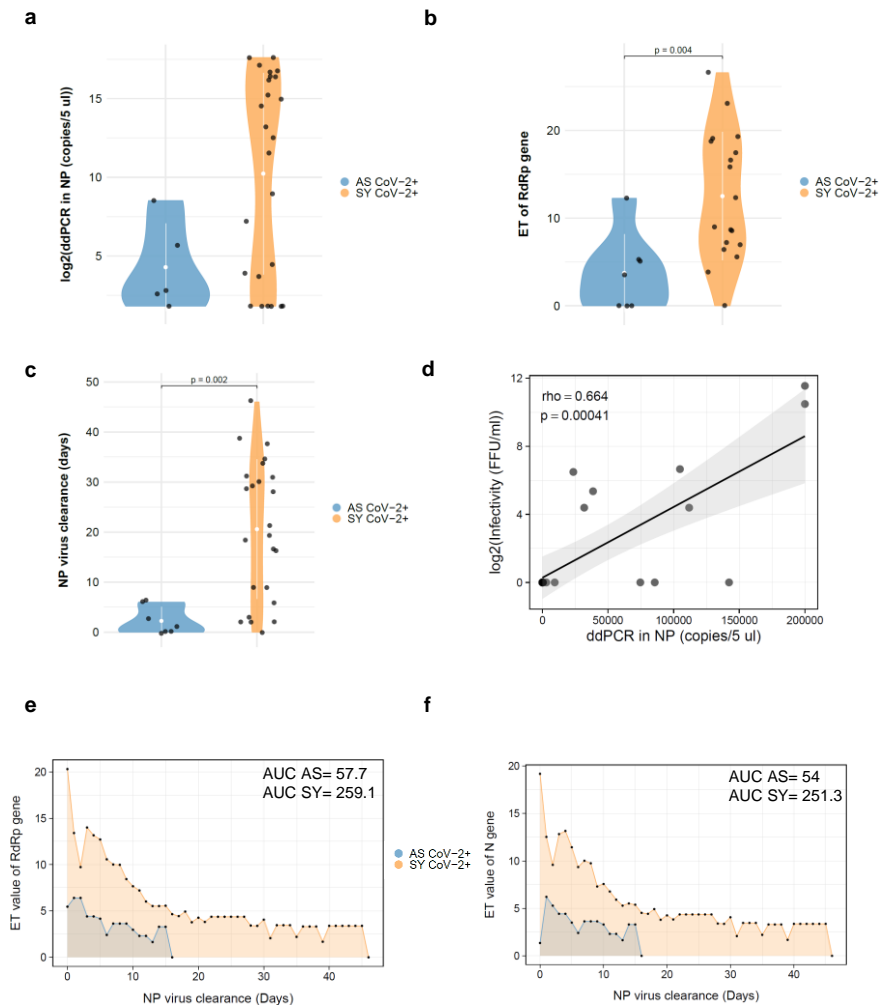 a
log2(ddPCR in NP (copies/5 ul))
15
10
5
AS CoV−2+
SY CoV−2+
b
p = 0.004
ET of RdRp gene
20
10
0
AS CoV−2+
SY CoV−2+
c
p = 0.002
NP virus clearance (days)
50
40
30
20
10
0
AS CoV−2+
SY CoV−2+
d
rho = 0.664
p = 0.00041
log2(Infectivity (FFU/ml))
12
8
4
0
0 50000 100000 150000 200000
ddPCR in NP (copies/5 ul)
e
AUC AS= 57.7
AUC SY= 259.1
ET value of RdRp gene
20
15
10
5
0
0 10 20 30 40
NP virus clearance (Days)
AS CoV−2+
SY CoV−2+
f
AUC AS= 54
AUC SY= 251.3
ET value of N gene
20
15
10
5
0
0 10 20 30 40
NP virus clearance (Days)